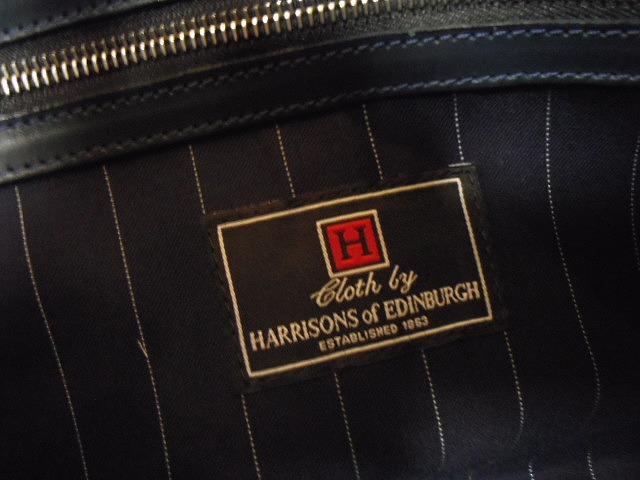 H
Cloth by
HARRISONS of EDINBURGH
ESTABLISHED 1863